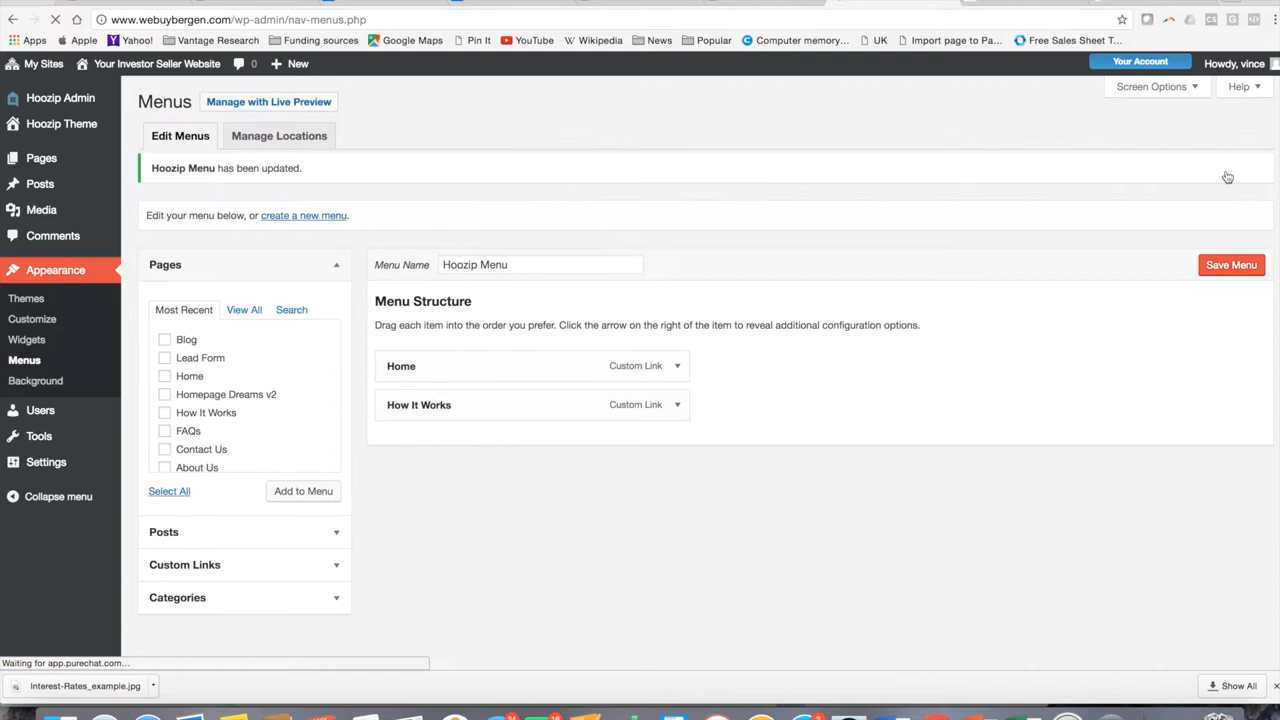 www.webuybergen.com/wp-admin/nav-menus.php
Apps Apple Yahoo! Vantage Research Funding sources Google Maps Pin It YouTube Wikipedia News Popular Computer memory... UK Import page to Pa... Free Sales Sheet T...
My Sites Your Investor Seller Website 0 New Your Account Howdy, vince
Hoozip Admin
Hoozip Theme
Pages
Posts
Media
Comments
Appearance
Themes
Customize
Widgets
Menus
Background
Users
Tools
Settings
Collapse menu
Screen Options Help
Menus Manage with Live Preview
Edit Menus Manage Locations
Hoozip Menu has been updated.
Edit your menu below, or create a new menu.
Pages
Most Recent View All Search
Blog
Lead Form
Home
Homepage Dreams v2
How It Works
FAQs
Contact Us
About Us
Select All Add to Menu
Posts
Custom Links
Categories
Menu Name Hoozip Menu Save Menu
Menu Structure
Drag each item into the order you prefer. Click the arrow on the right of the item to reveal additional configuration options.
Home Custom Link
How It Works Custom Link
Waiting for app.purechat.com...
Interest-Rates_example.jpg Show All